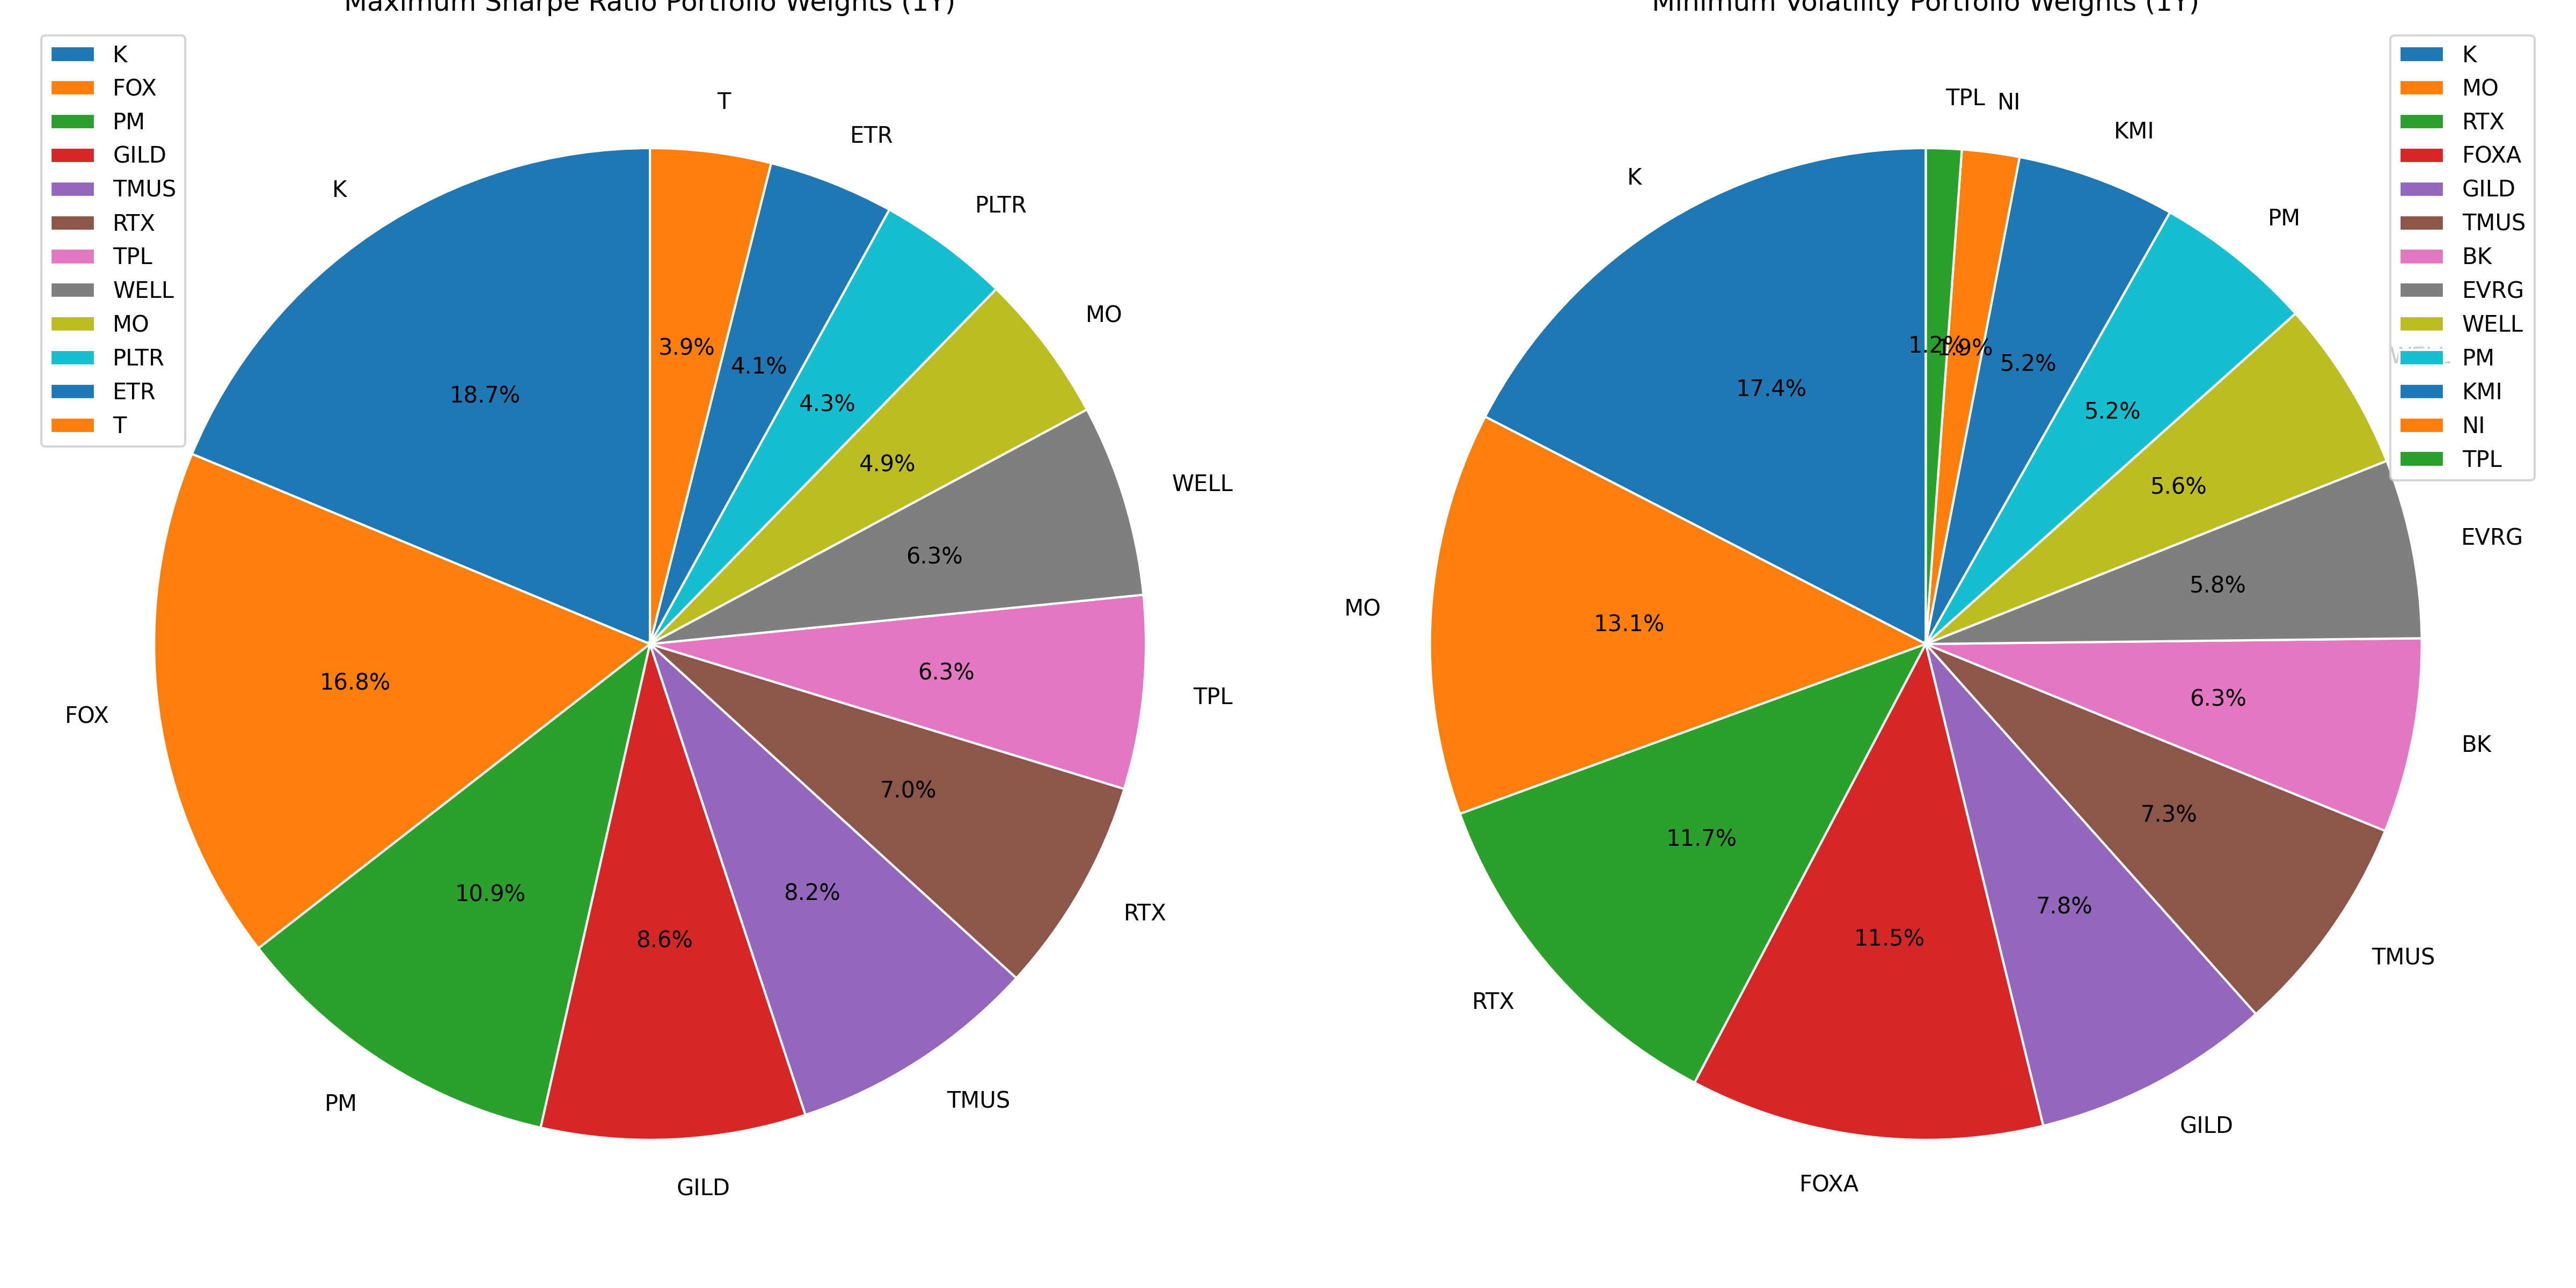 Maximum Sharpe Ratio Portfolio Weights (1Y)
K
FOX
PM
GILD
TMUS
RTX
TPL
WELL
MO
PLTR
ETR
T
T
ETR
PLTR
MO
WELL
TPL
RTX
TMUS
GILD
PM
FOX
K
18.7%
16.8%
10.9%
8.6%
8.2%
7.0%
6.3%
6.3%
4.9%
4.3%
4.1%
3.9%
Minimum Volatility Portfolio Weights (1Y)
K
MO
RTX
FOXA
GILD
TMUS
BK
EVRG
WELL
PM
KMI
NI
TPL
TPL NI
KMI
PM
WELL
EVRG
BK
TMUS
GILD
FOXA
RTX
MO
K
17.4%
13.1%
11.7%
11.5%
7.8%
7.3%
6.3%
5.8%
5.6%
5.2%
5.2%
1.9%
1.2%